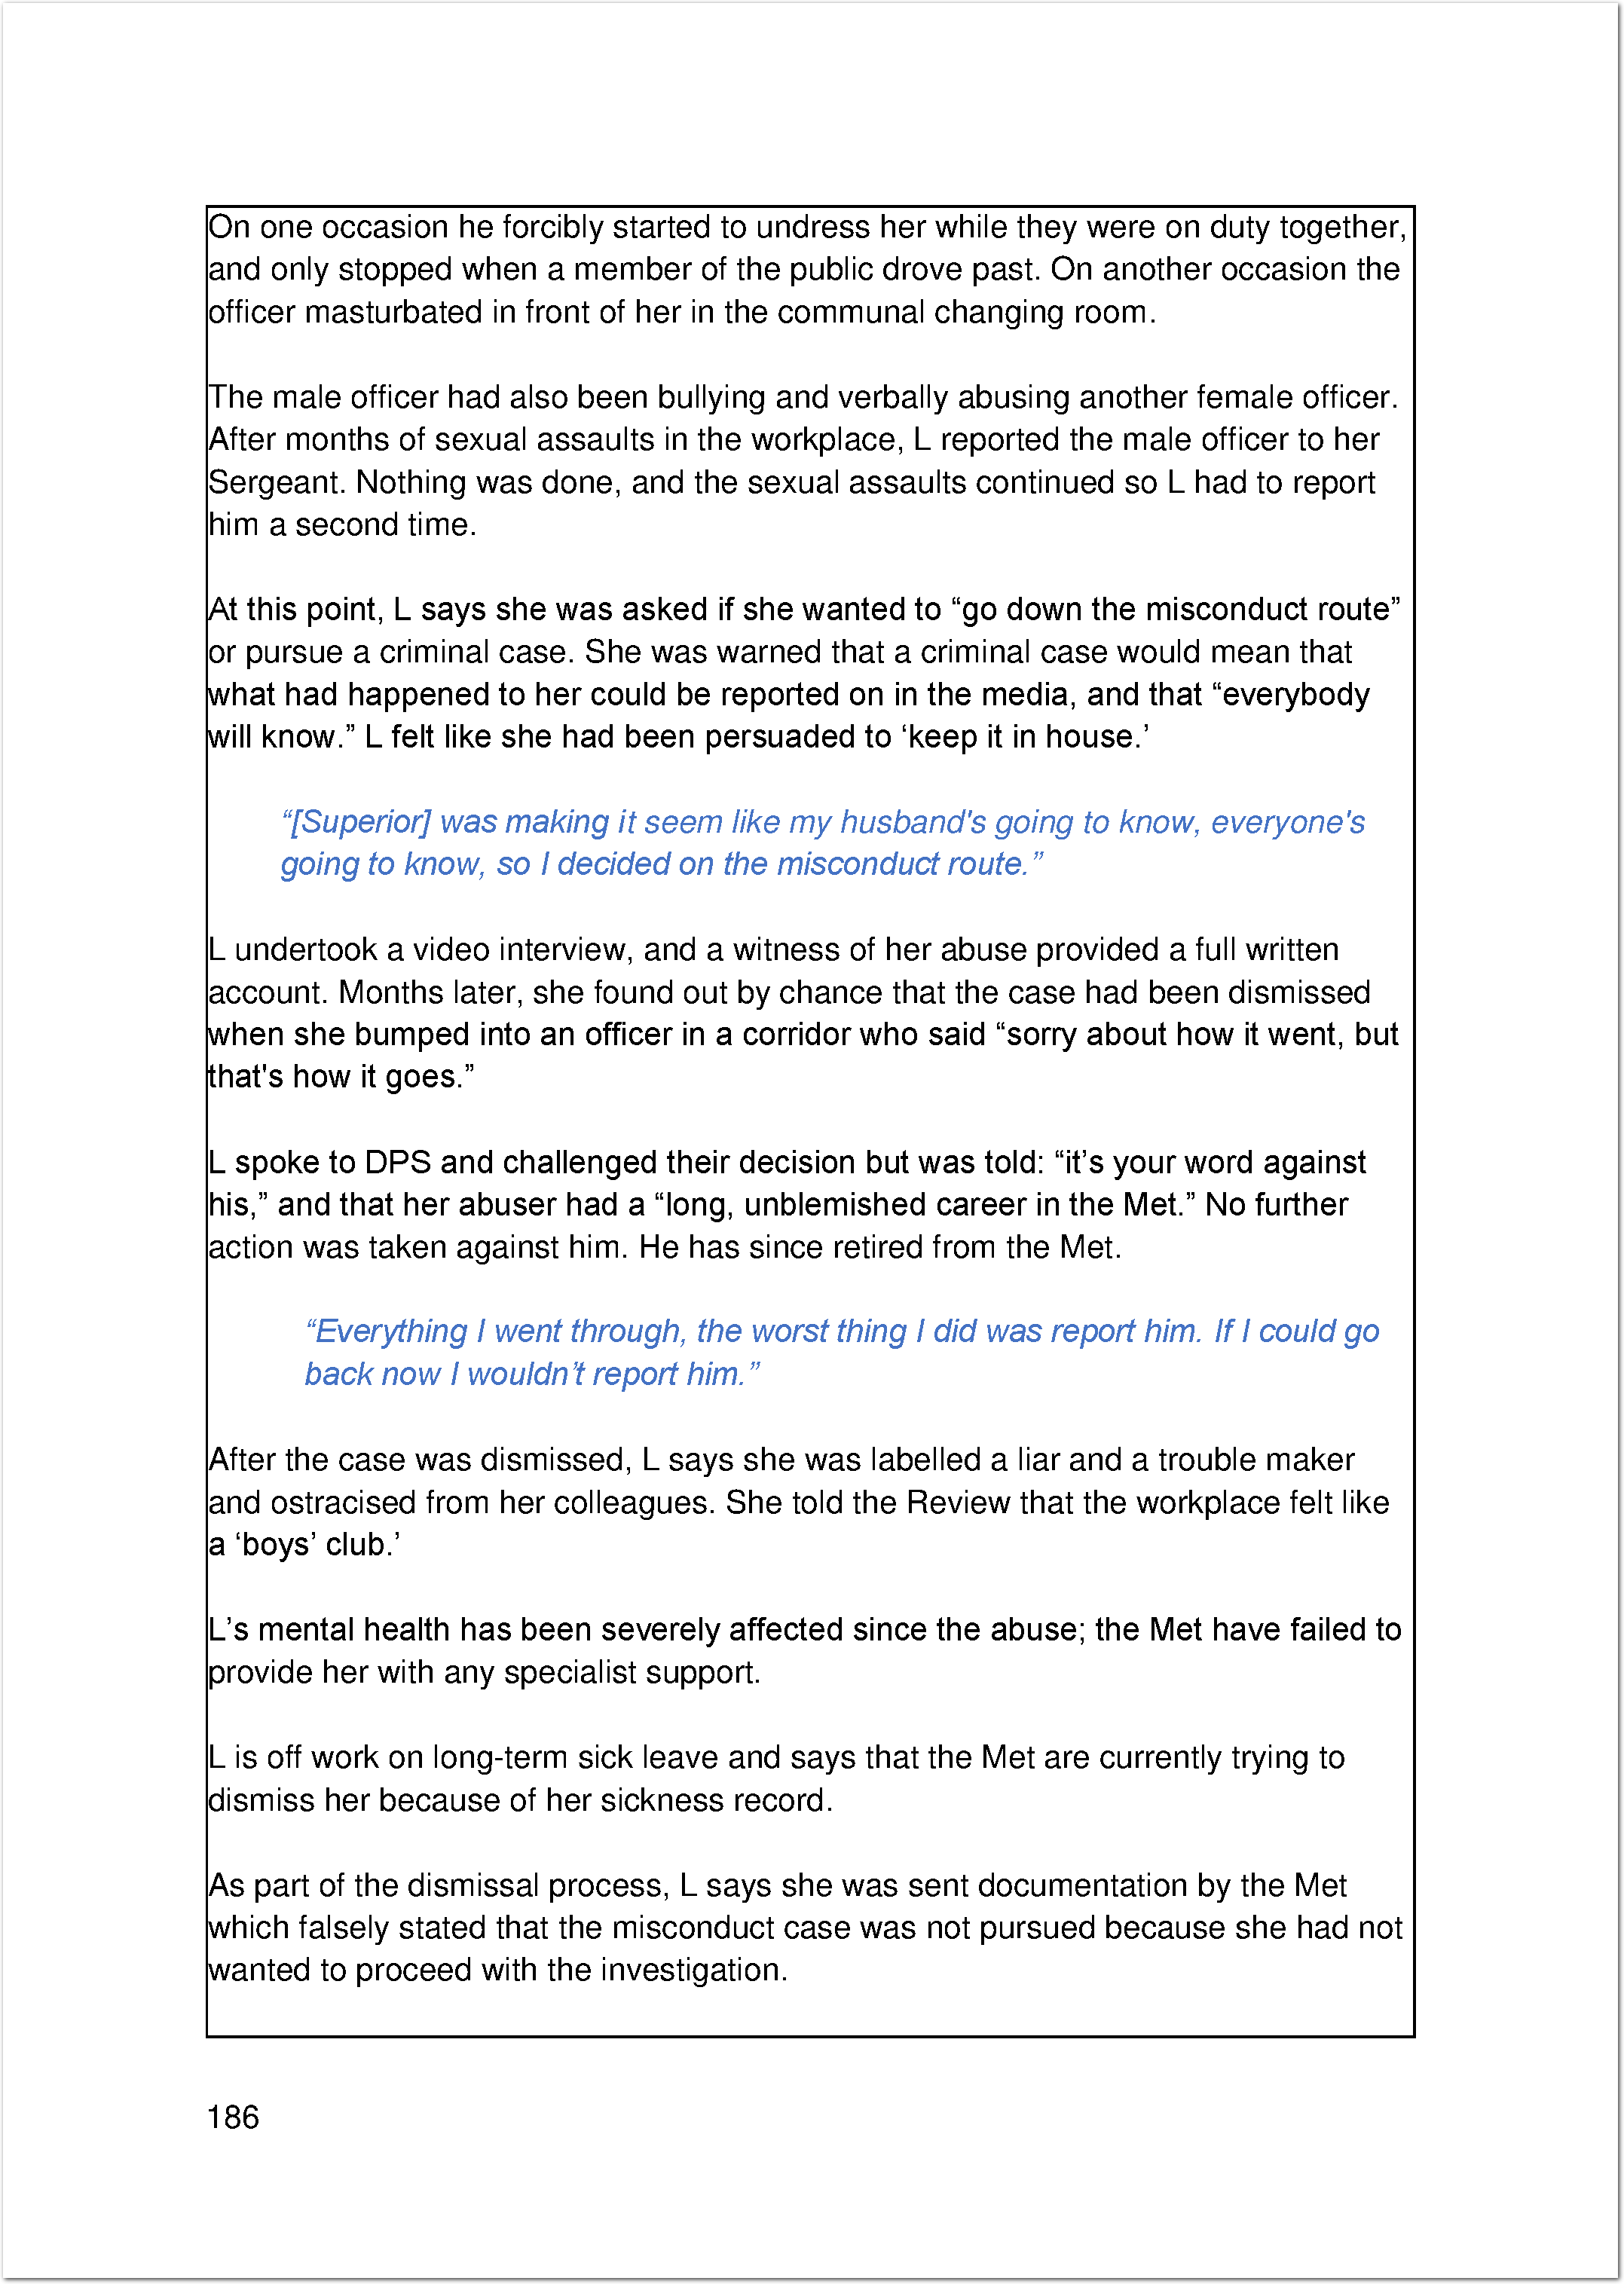 On one occasion he forcibly started to undress her while they were on duty together,
and only stopped when a member of the public drove past. On another occasion the
officer masturbated in front of her in the communal changing room.
The male officer had also been bullying and verbally abusing another female officer.
After months of sexual assaults in the workplace, L reported the male officer to her
Sergeant. Nothing was done, and the sexual assaults continued so L had to report
him a second time.
At this point, L says she was asked if she wanted to “go down the misconduct route”
or pursue a criminal case. She was warned that a criminal case would mean that
what had happened to her could be reported on in the media, and that “everybody
will know.” L felt like she had been persuaded to ‘keep it in house.’
“[Superior] was making it seem like my husband's going to know, everyone's
going to know, so I decided on the misconduct route.”
L undertook a video interview, and a witness of her abuse provided a full written
account. Months later, she found out by chance that the case had been dismissed
when she bumped into an officer in a corridor who said “sorry about how it went, but
that's how it goes.”
L spoke to DPS and challenged their decision but was told: “it’s your word against
his,” and that her abuser had a “long, unblemished career in the Met.” No further
action was taken against him. He has since retired from the Met.
“Everything I went through, the worst thing I did was report him. If I could go
back now I wouldn’t report him.”
After the case was dismissed, L says she was labelled a liar and a trouble maker
and ostracised from her colleagues. She told the Review that the workplace felt like
a ‘boys’ club.’
L’s mental health has been severely affected since the abuse; the Met have failed to
provide her with any specialist support.
L is off work on long-term sick leave and says that the Met are currently trying to
dismiss her because of her sickness record.
As part of the dismissal process, L says she was sent documentation by the Met
which falsely stated that the misconduct case was not pursued because she had not
wanted to proceed with the investigation.
186